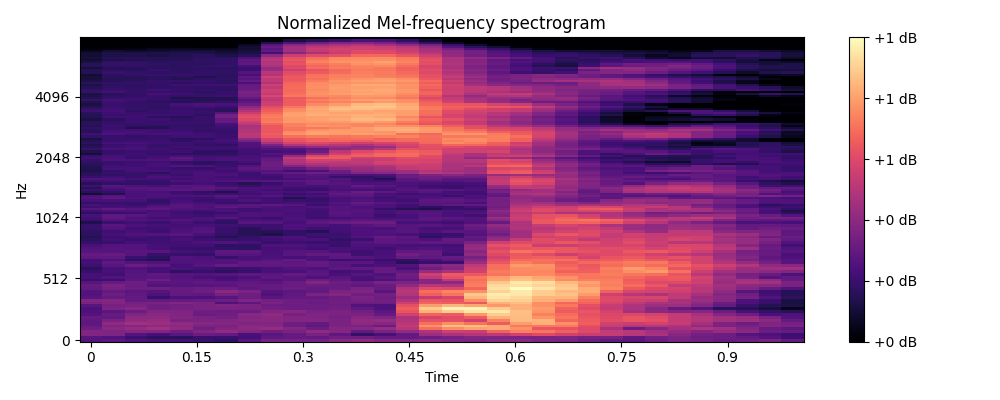 Normalized Mel-frequency spectrogram
Hz
4096
2048
1024
512
0
0 0.15 0.3 0.45 0.6 0.75 0.9
Time
+1 dB
+1 dB
+1 dB
+0 dB
+0 dB
+0 dB